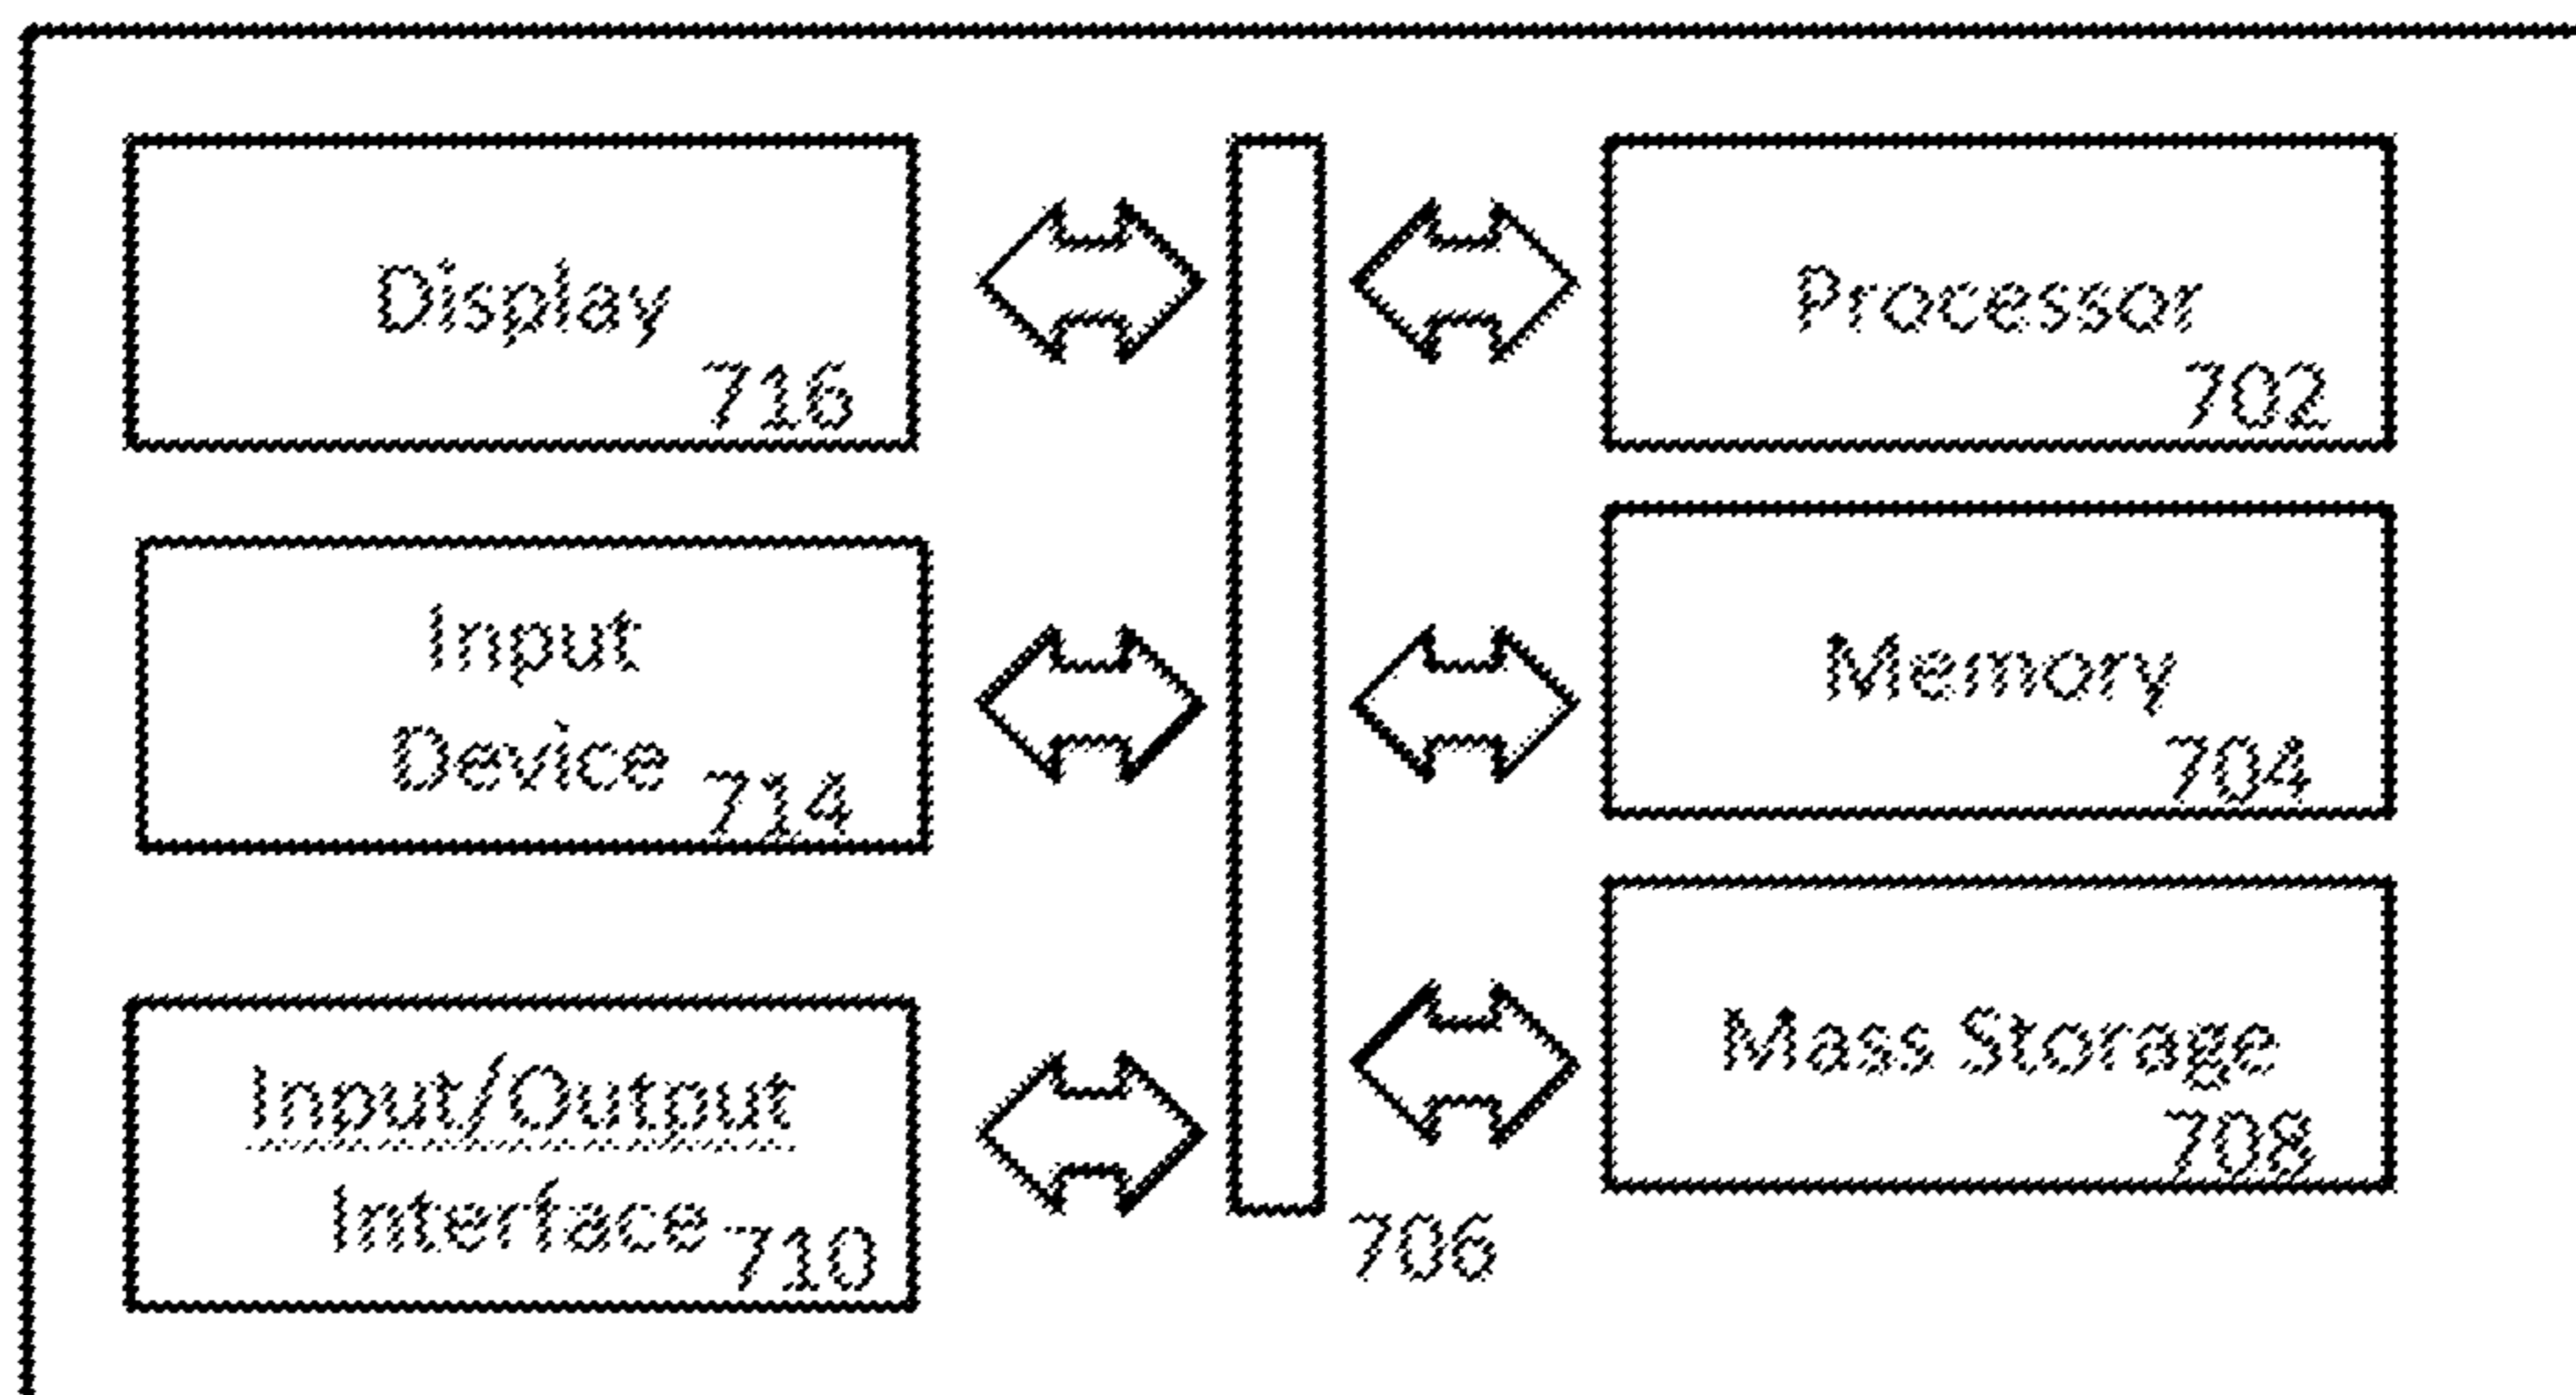 Display
716
Processor
702
Input
Device
714
Memory
704
Input/Output
Interface
710
Mass Storage
708
706